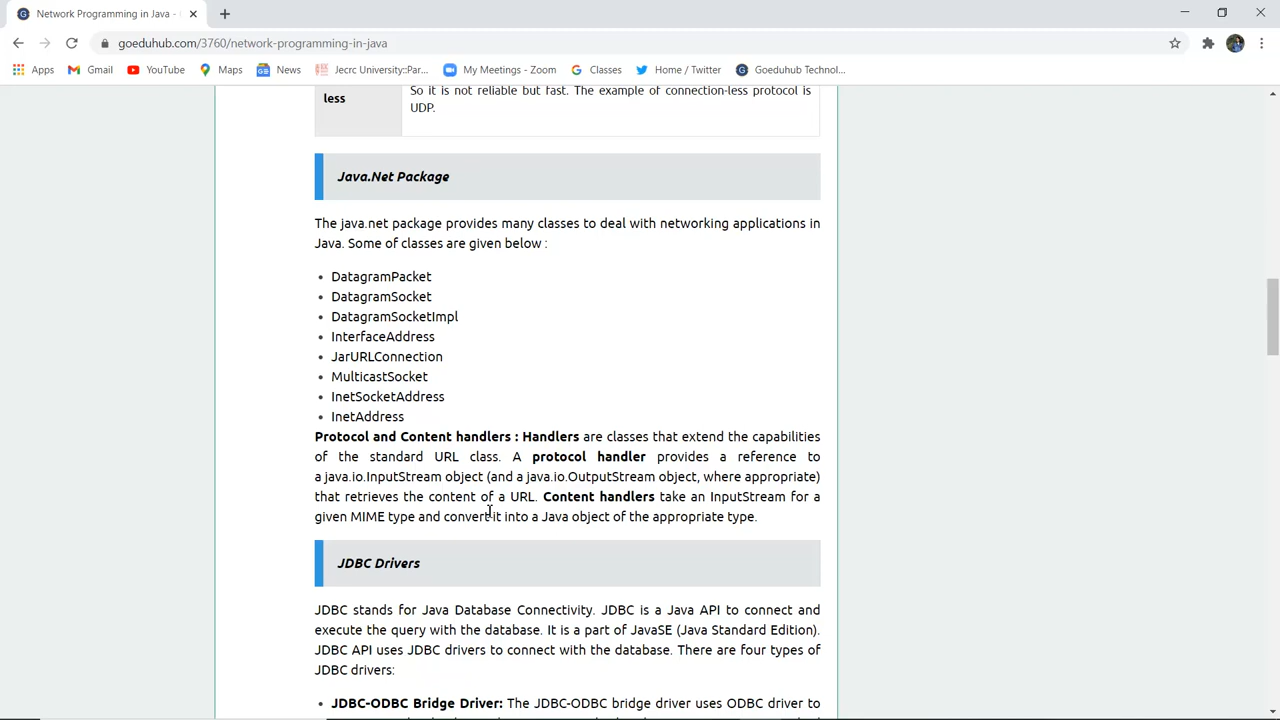 Network Programming in Java -
goeduhub.com/3760/network-programming-in-java
Apps Gmail YouTube Maps News Jecrc University::Par... My Meetings - Zoom Classes Home / Twitter Goeduhub Technol...
less
So it is not reliable but fast. The example of connection-less protocol is
UDP.
Java.Net Package
The java.net package provides many classes to deal with networking applications in
Java. Some of classes are given below :
• DatagramPacket
• DatagramSocket
• DatagramSocketImpl
• InterfaceAddress
• JarURLConnection
• MulticastSocket
• InetSocketAddress
• InetAddress
Protocol and Content handlers : Handlers are classes that extend the capabilities
of the standard URL class. A protocol handler provides a reference to
a java.io.InputStream object (and a java.io.OutputStream object, where appropriate)
that retrieves the content of a URL. Content handlers take an InputStream for a
given MIME type and convert it into a Java object of the appropriate type.
JDBC Drivers
JDBC stands for Java Database Connectivity. JDBC is a Java API to connect and
execute the query with the database. It is a part of JavaSE (Java Standard Edition).
JDBC API uses JDBC drivers to connect with the database. There are four types of
JDBC drivers:
• JDBC-ODBC Bridge Driver: The JDBC-ODBC bridge driver uses ODBC driver to